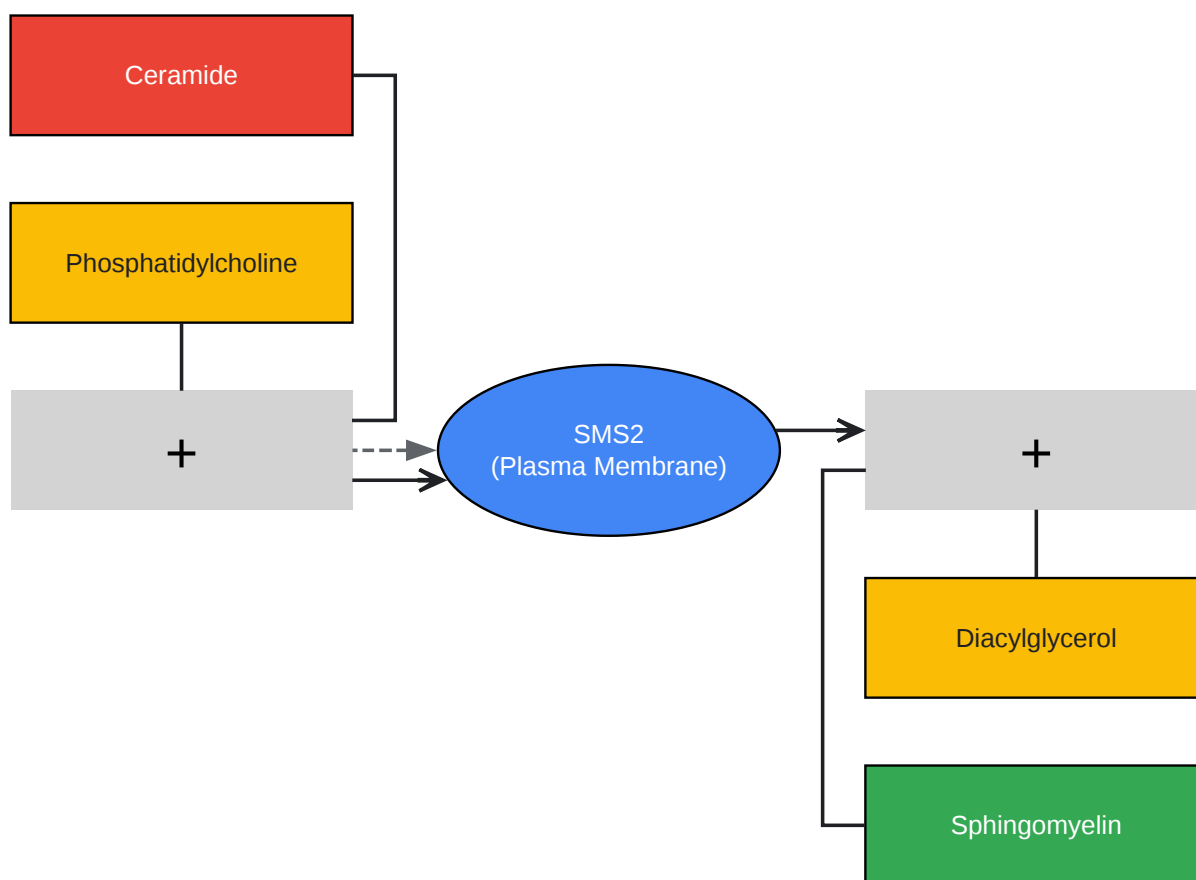 Ceramide
Phosphatidylcholine
+
SMS2
(Plasma Membrane)
+
Diacylglycerol
Sphingomyelin